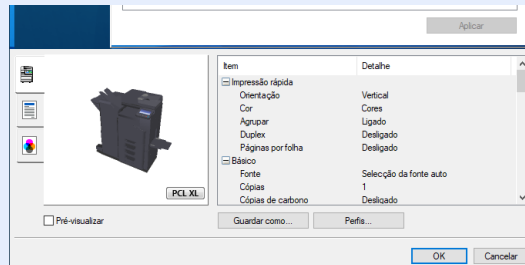 Aplicar
Item Detalhe
Impressão rápida
Orientação Vertical
Cor Cores
Agrupar Ligado
Duplex Desligado
Páginas por folha Desligado
Básico
Fonte Selecção da fonte auto
Cópias 1
Cópias de carbono Desligado
PCL XL
Pré-visualizar Guardar como... Perfis...
OK Cancelar